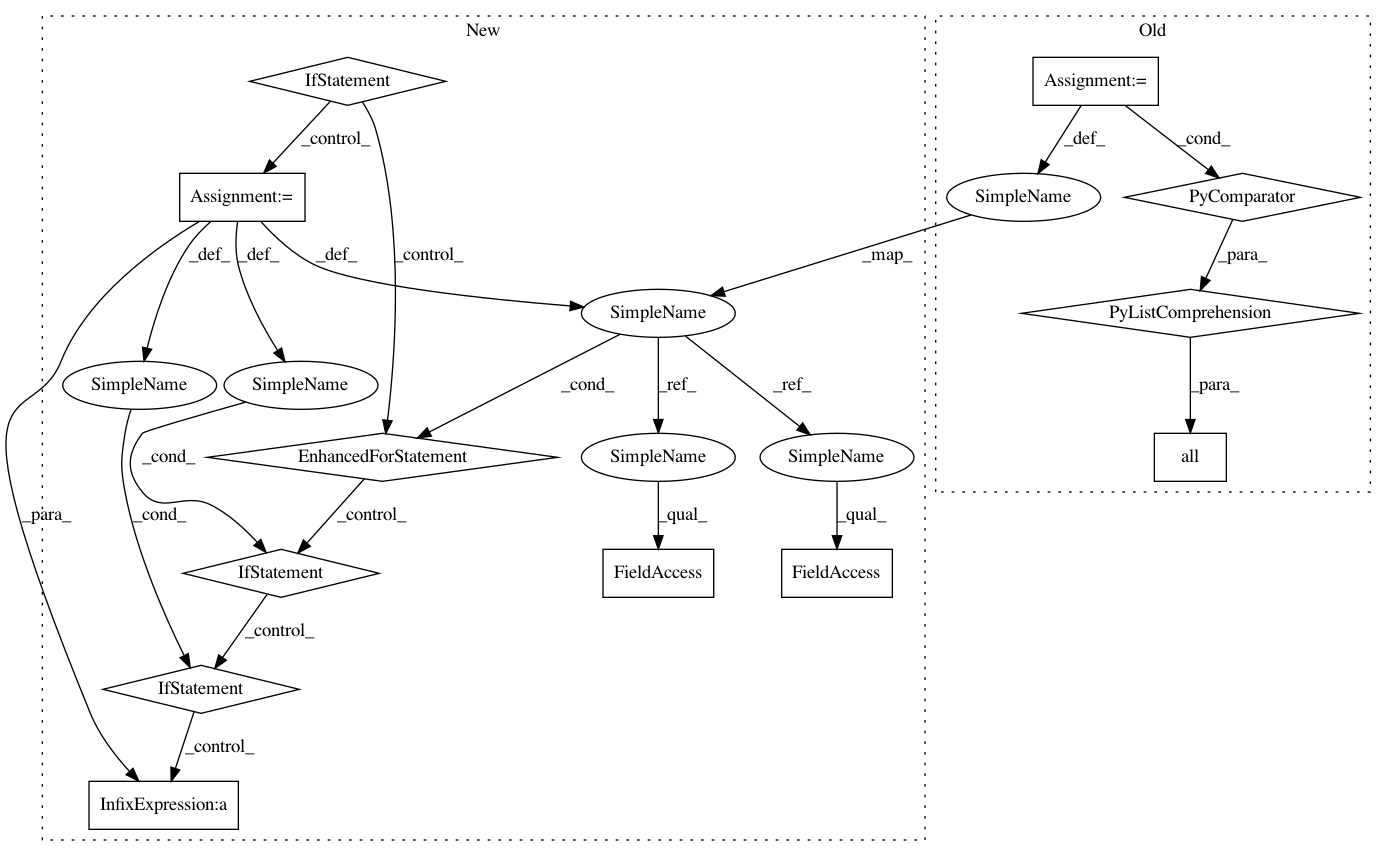 New
Old
IfStatement
Assignment:=
_control_
_def_
_cond_
Assignment:=
SimpleName
PyComparator
_def_
_def_
_def_
_control_
_map_
_para_
SimpleName
PyListComprehension
SimpleName
SimpleName
_cond_
_ref_
_ref_
_para_
_cond_
EnhancedForStatement
SimpleName
SimpleName
all
_para_
_cond_
_control_
_qual_
_qual_
IfStatement
FieldAccess
FieldAccess
_control_
IfStatement
_control_
InfixExpression:a